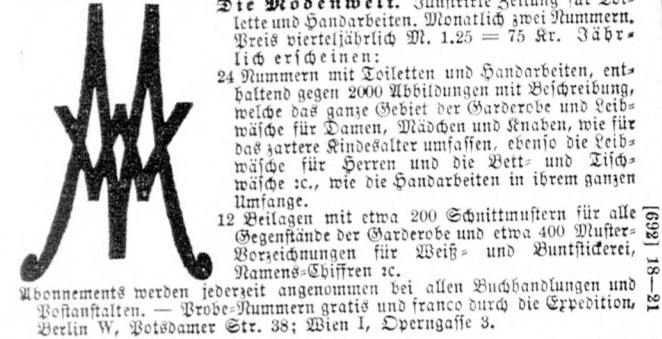 Die Modenwelt. Illustrirte Zeitung für Toi-
lette und Handarbeiten. Monatlich zwei Nummern.
Preis vierteljährlich M. 1.25 = 75 Kr. Jähr-
lich erscheinen:
24 Nummern mit Toiletten und Handarbeiten, ent-
haltend gegen 2000 Abbildungen mit Beschreibung,
welche das ganze Gebiet der Garderobe und Leib-
wäsche für Damen, Mädchen und Knaben, wie für
das zartere Kindesalter umfassen, ebenso die Leib-
wäsche für Herren und die Bett- und Tisch-
wäsche ꝛc., wie die Handarbeiten in ihrem ganzen
Umfange.
12 Beilagen mit etwa 200 Schnittmustern für alle
Gegenstände der Garderobe und etwa 400 Muster-
Vorzeichnungen für Weiß- und Buntstickerei,
Namens-Chiffren ꝛc.
Abonnements werden jederzeit angenommen bei allen Buchhandlungen und
Postanstalten. — Probe-Nummern gratis und franco durch die Expedition,
Berlin W, Potsdamer Str. 38; Wien I, Operngasse 3.
[692] 18—21